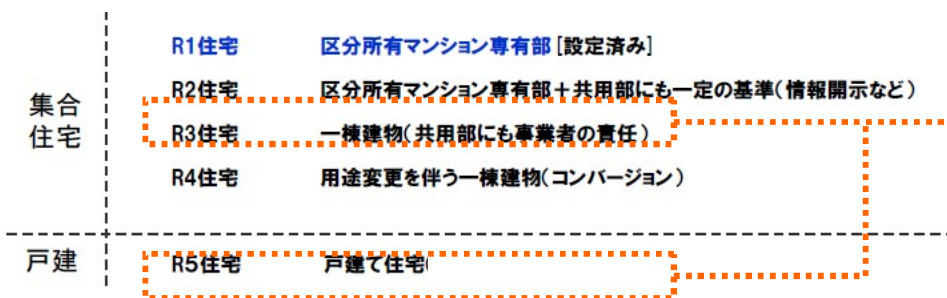 集合
住宅
R1住宅 区分所有マンション専有部 [設定済み]
R2住宅 区分所有マンション専有部＋共用部にも一定の基準（情報開示など）
R3住宅 一棟建物（共用部にも事業者の責任）
R4住宅 用途変更を伴う一棟建物（コンバージョン）
戸建
R5住宅 戸建て住宅（